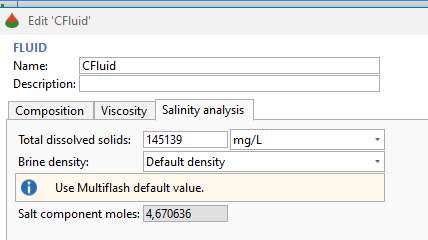 Edit 'CFluid'
FLUID
Name: CFluid
Description:
Composition Viscosity Salinity analysis
Total dissolved solids: 145139 mg/L
Brine density: Default density
Use Multiflash default value.
Salt component moles: 4,670636